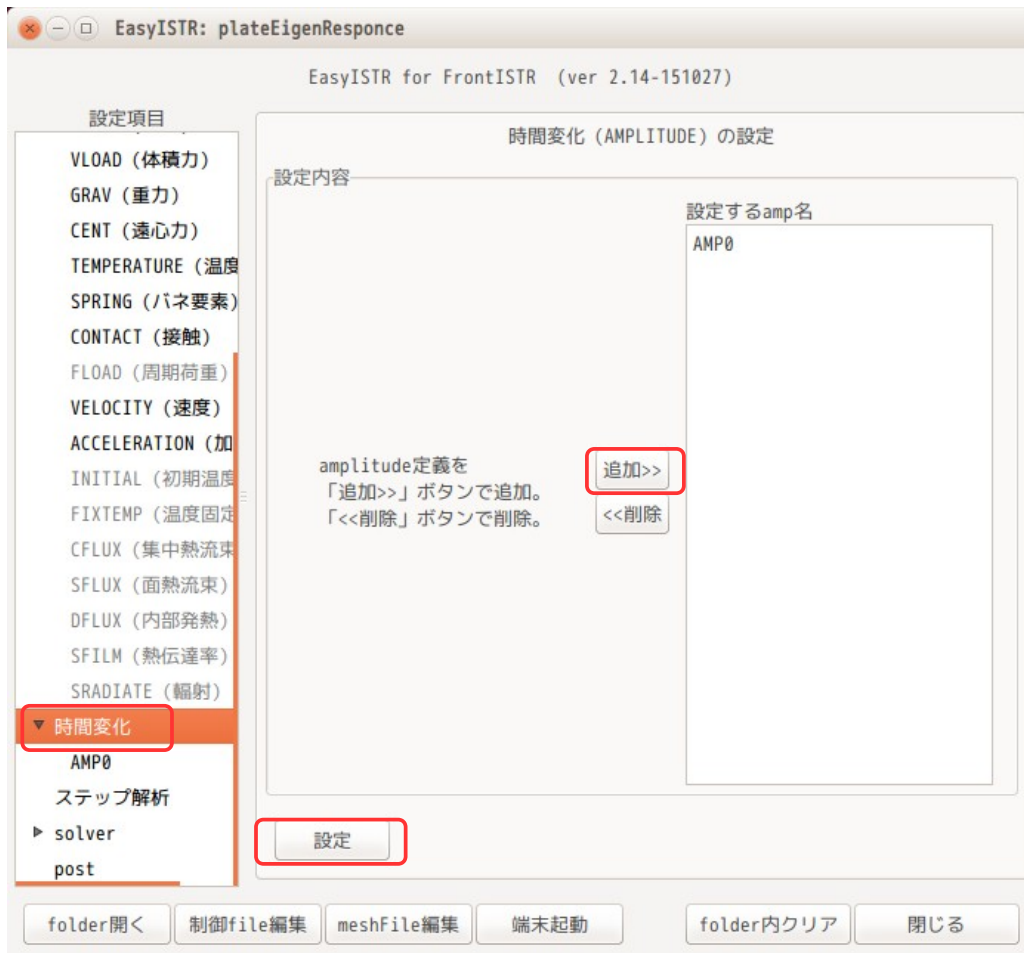 EasyISTR: plateEigenResponce
EasyISTR for FrontISTR (ver 2.14-151027)
設定項目
VLOAD (体積力)
GRAV (重力)
CENT (遠心力)
TEMPERATURE (温度
SPRING (バネ要素)
CONTACT (接触)
FLOAD (周期荷重)
VELOCITY (速度)
ACCELERATION (加
INITIAL (初期温度
FIXTEMP (温度固定
CFLUX (集中熱流束
SFLUX (面熱流束)
DFLUX (内部発熱)
SFILM (熱伝達率)
SRADIATE (輻射)
時間変化
AMP0
ステップ解析
solver
post
時間変化 (AMPLITUDE) の設定
設定内容
設定するamp名
AMP0
amplitude定義を
「追加>>」ボタンで追加。
「<<削除」ボタンで削除。
追加>>
<<削除
設定
folder開く 制御file編集 meshFile編集 端末起動 folder内クリア 閉じる